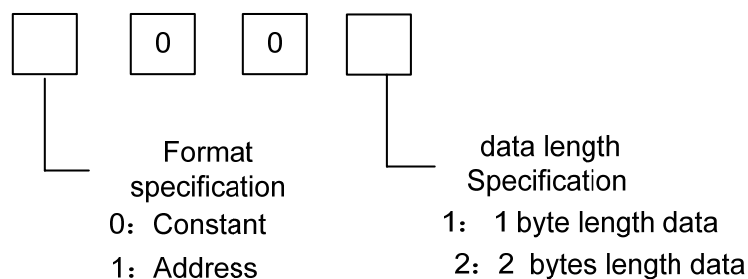 0 0
Format
specification
0： Constant
1： Address
data length
Specification
1： 1 byte length data
2： 2 bytes length data